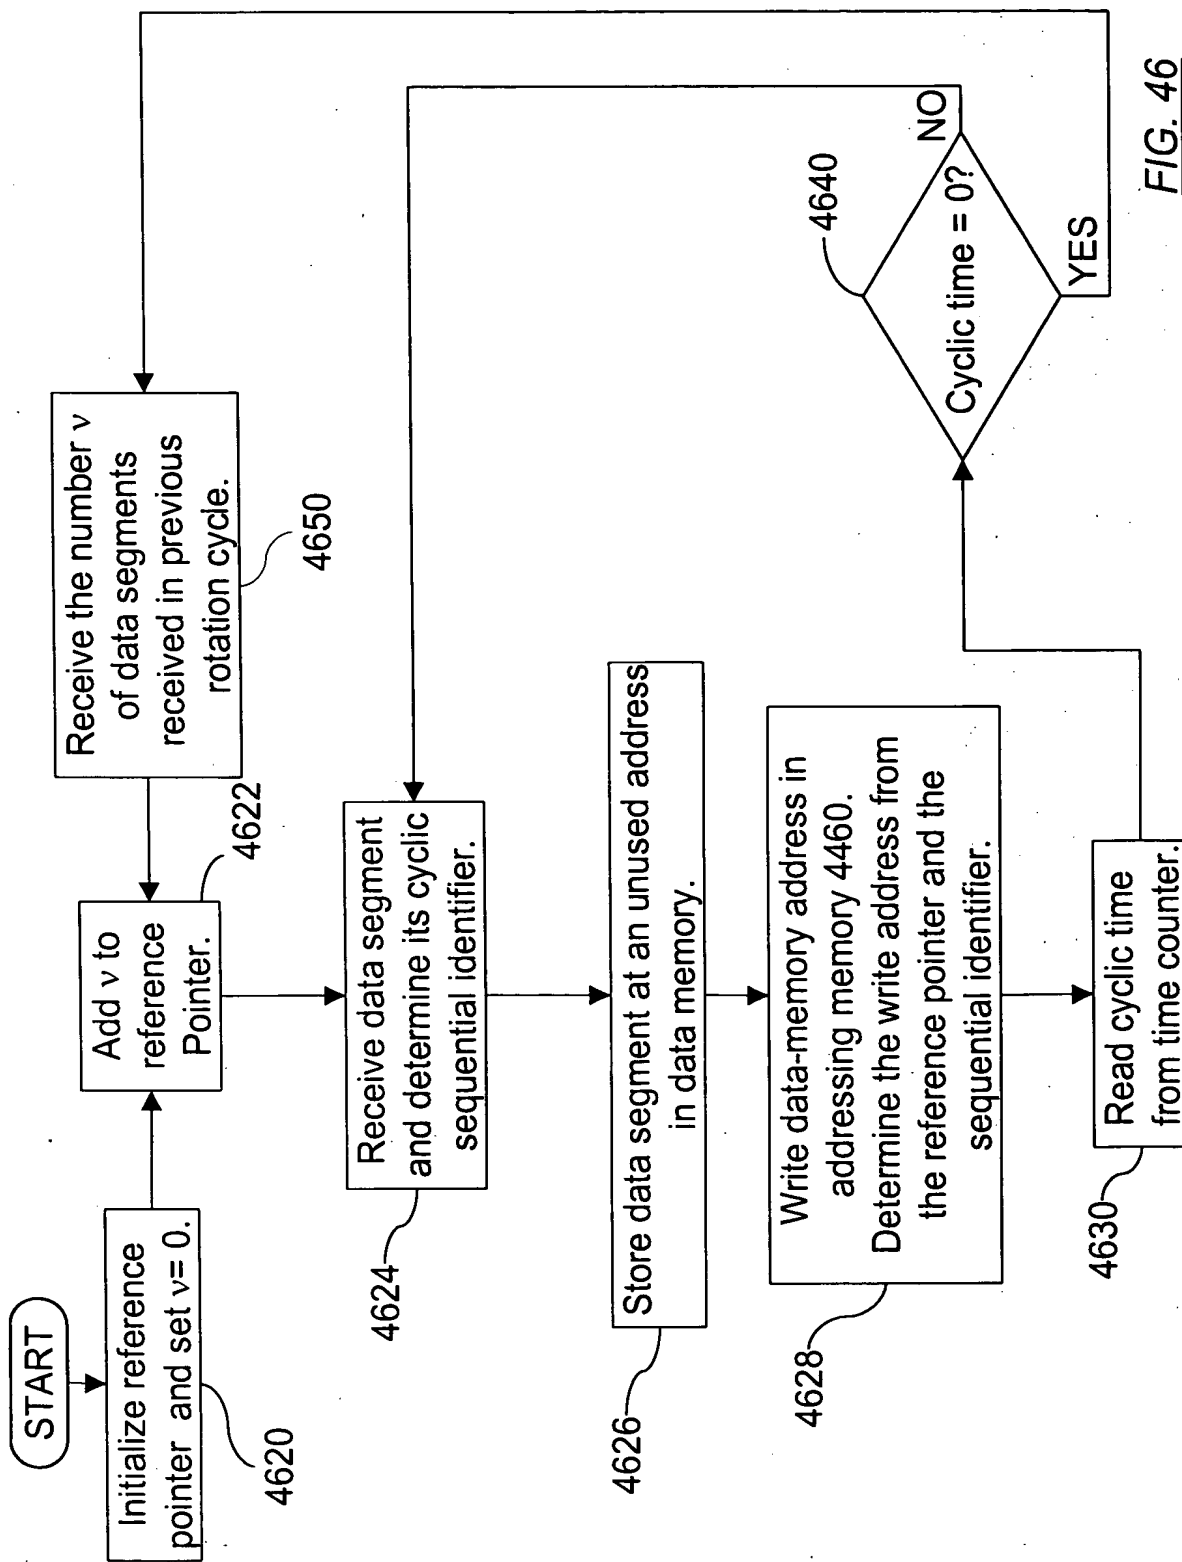 START
Initialize reference
pointer and set ν= 0.
4620
Add ν to
reference
Pointer.
4622
Receive the number ν
of data segments
received in previous
rotation cycle.
4650
Receive data segment
and determine its cyclic
sequential identifier.
4624
Store data segment at an unused address
in data memory.
4626
Write data-memory address in
addressing memory 4460.
Determine the write address from
the reference pointer and the
sequential identifier.
4628
Read cyclic time
from time counter.
4630
Cyclic time = 0?
4640
NO
YES
FIG. 46